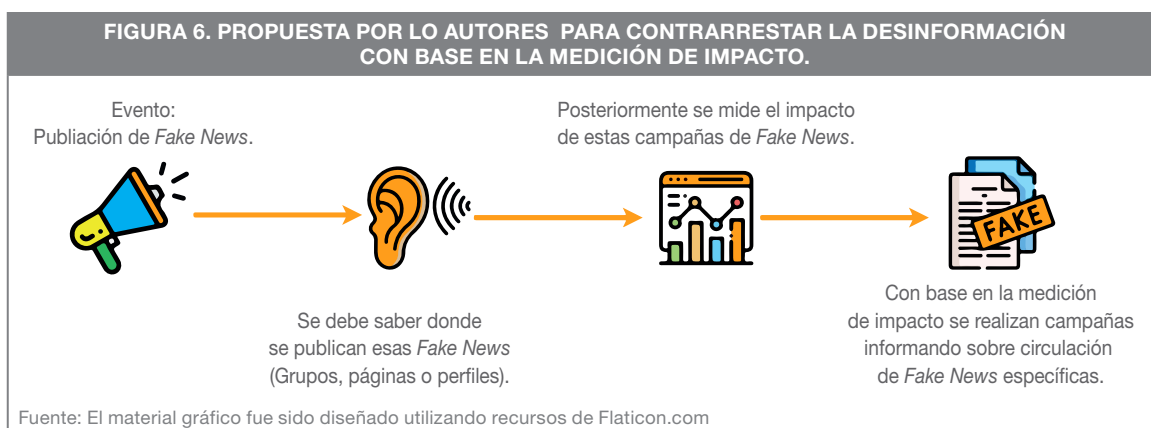 FIGURA 6. PROPUESTA POR LO AUTORES PARA CONTRARRESTAR LA DESINFORMACIÓN
CON BASE EN LA MEDICIÓN DE IMPACTO.
Evento:
Publiación de Fake News.
Se debe saber donde
se publican esas Fake News
(Grupos, páginas o perfiles).
Posteriormente se mide el impacto
de estas campañas de Fake News.
FAKE
Con base en la medición
de impacto se realizan campañas
informando sobre circulación
de Fake News específicas.
Fuente: El material gráfico fue sido diseñado utilizando recursos de Flaticon.com